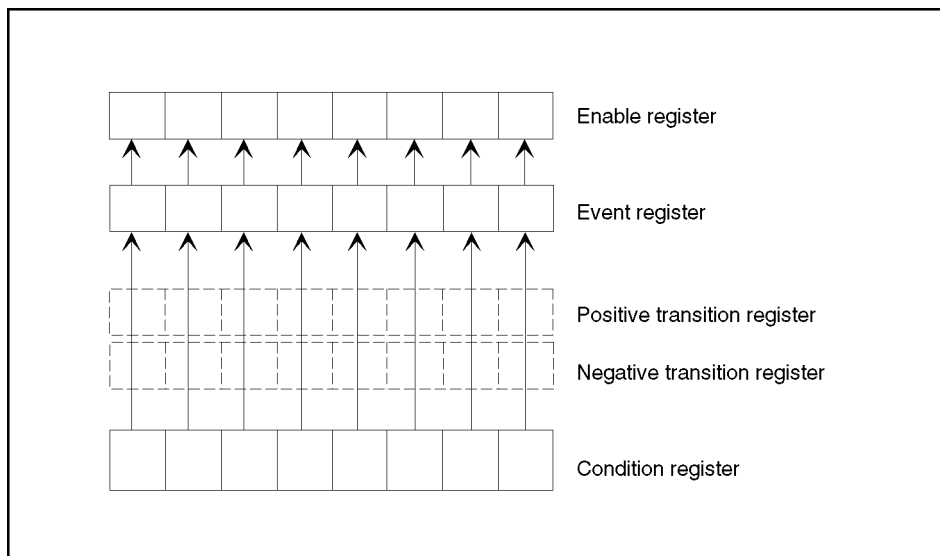 Enable register
Event register
Positive transition register
Negative transition register
Condition register